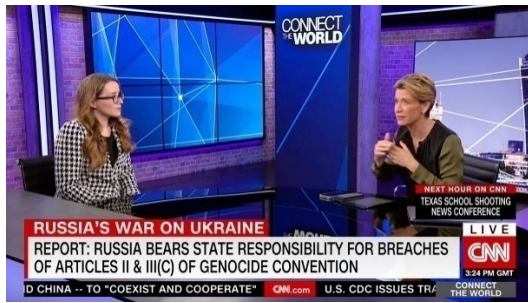 CONNECT
THE WORLD
NEXT HOUR ON CNN
TEXAS SCHOOL SHOOTING
NEWS CONFERENCE
RUSSIA'S WAR ON UKRAINE
LIVE
REPORT: RUSSIA BEARS STATE RESPONSIBILITY FOR BREACHES
OF ARTICLES II & III(C) OF GENOCIDE CONVENTION
CNN
3:24 PM GMT
ID CHINA -- TO "COEXIST AND COOPERATE" CNN.com U.S. CDC ISSUES TRA
CONNECT
THE WORLD